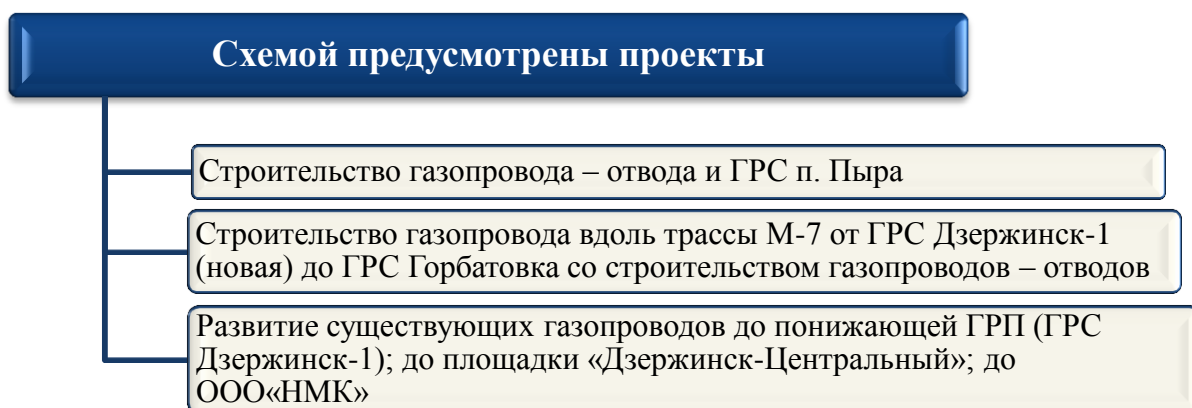 Схемой предусмотрены проекты
Строительство газопровода – отвода и ГРС п. Пыра
Строительство газопровода вдоль трассы М-7 от ГРС Дзержинск-1
(новая) до ГРС Горбатовка со строительством газопроводов – отводов
Развитие существующих газопроводов до понижающей ГРП (ГРС
Дзержинск-1); до площадки «Дзержинск-Центральный»; до
ООО«НМК»